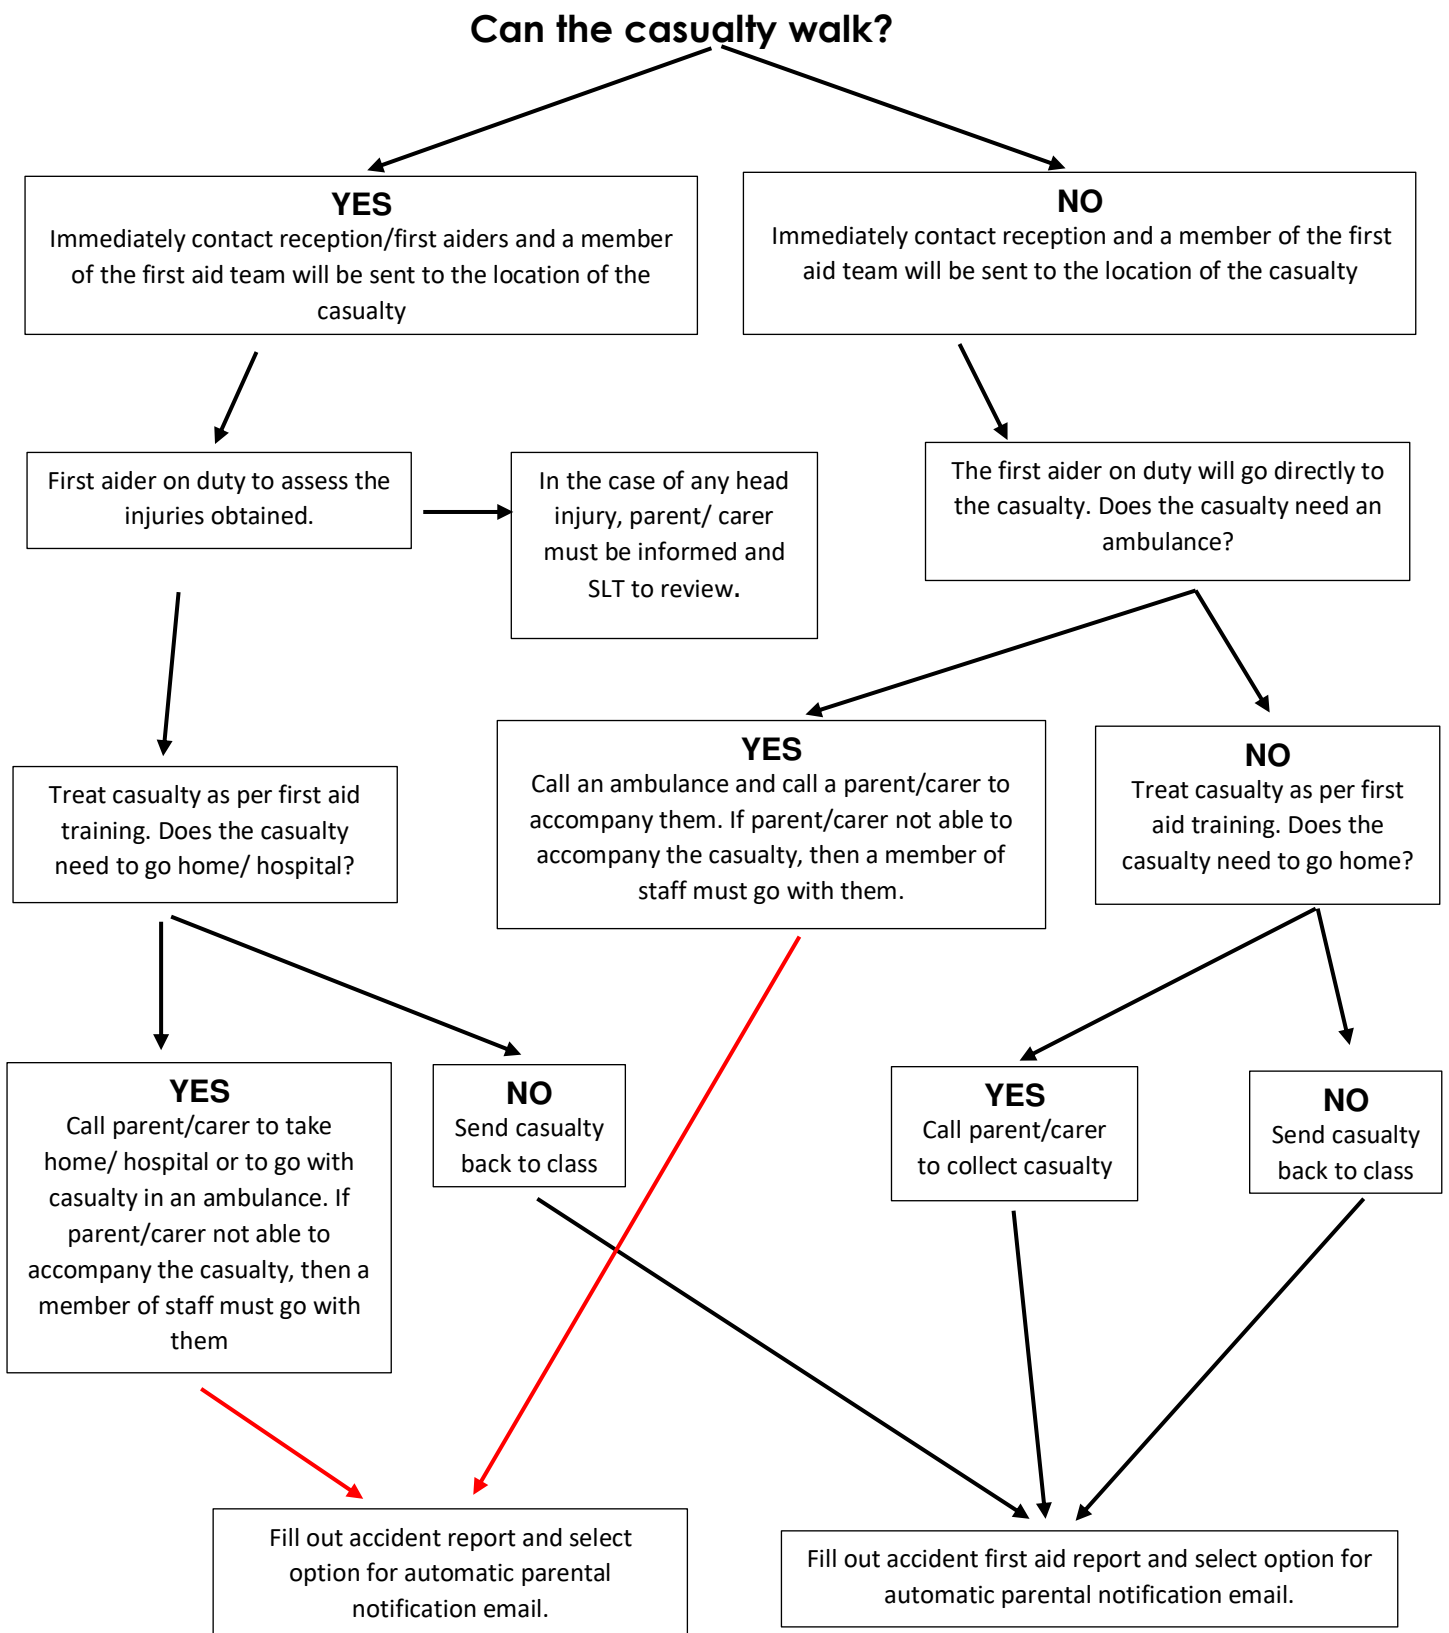 Can the casualty walk?
YES
Immediately contact reception/first aiders and a member
of the first aid team will be sent to the location of the
casualty
NO
Immediately contact reception and a member of the first
aid team will be sent to the location of the casualty
First aider on duty to assess the
injuries obtained.
In the case of any head
injury, parent/ carer
must be informed and
SLT to review.
The first aider on duty will go directly to
the casualty. Does the casualty need an
ambulance?
Treat casualty as per first aid
training. Does the casualty
need to go home/ hospital?
YES
Call an ambulance and call a parent/carer to
accompany them. If parent/carer not able to
accompany the casualty, then a member of
staff must go with them.
NO
Treat casualty as per first
aid training. Does the
casualty need to go home?
YES
Call parent/carer to take
home/ hospital or to go with
casualty in an ambulance. If
parent/carer not able to
accompany the casualty, then a
member of staff must go with
them
NO
Send casualty
back to class
YES
Call parent/carer
to collect casualty
NO
Send casualty
back to class
Fill out accident report and select
option for automatic parental
notification email.
Fill out accident first aid report and select option for
automatic parental notification email.